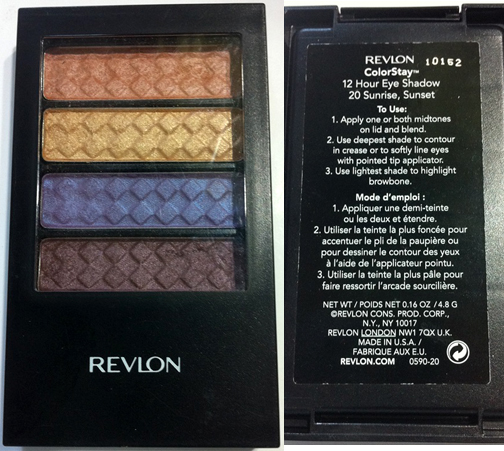 REVLON
REVLON 10152
ColorStay™
12 Hour Eye Shadow
20 Sunrise, Sunset
To Use:
1. Apply one or both midtones
on lid and blend.
2. Use deepest shade to contour
in crease or to softly line eyes
with pointed tip applicator.
3. Use lightest shade to highlight
browbone.
Mode d'emploi :
1. Appliquer une demi-teinte
ou les deux et étendre.
2. Utiliser la teinte la plus foncée pour
accentuer le pli de la paupière ou
pour dessiner le contour des yeux
à l'aide de l'applicateur pointu.
3. Utiliser la teinte la plus pâle pour
faire ressortir l'arcade sourcilière.
NET WT / POIDS NET 0.16 OZ / 4.8 G
©REVLON CONS. PROD. CORP.,
N.Y., NY 10017
REVLON LONDON NW1 7QX U.K.
MADE IN U.S.A. /
FABRIQUE AUX E.U.
REVLON.COM 0590-20